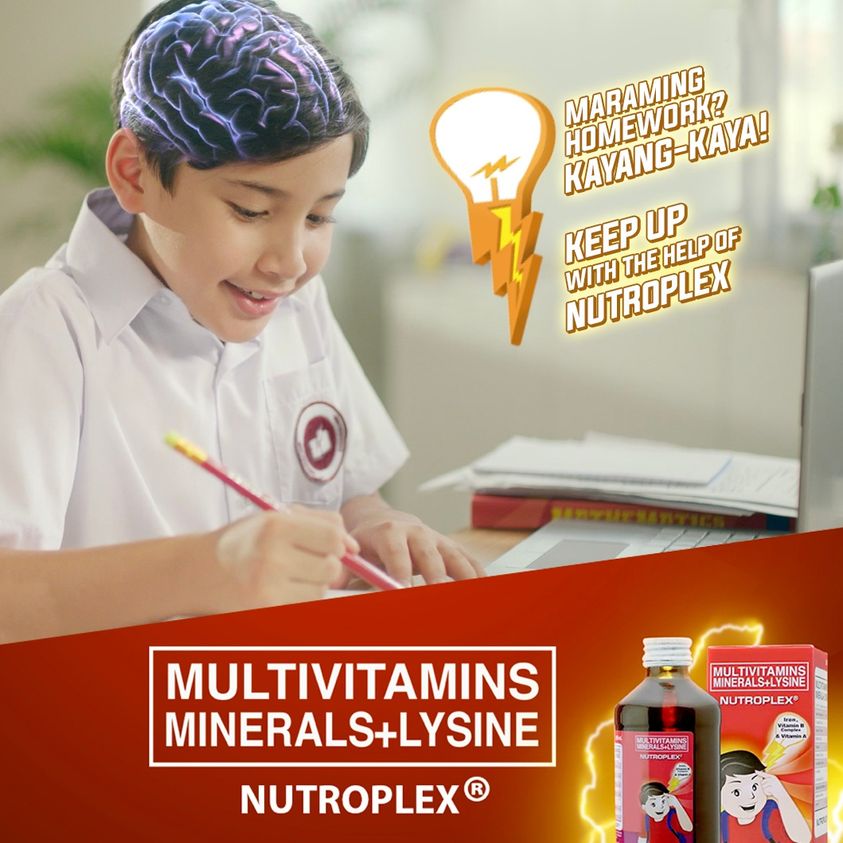 MARAMING
HOMEWORK?
KAYANG-KAYA!
KEEP UP
WITH THE HELP OF
NUTROPLEX
MATHEMATICS
MULTIVITAMINS
MINERALS+LYSINE
NUTROPLEX®
MULTIVITAMINS
MINERALS+LYSINE
NUTROPLEX®
Iron,
Vitamin B
Complex
& Vitamin A
MULTIVITAMINS
MINERALS+LYSINE
NUTROPLEX®